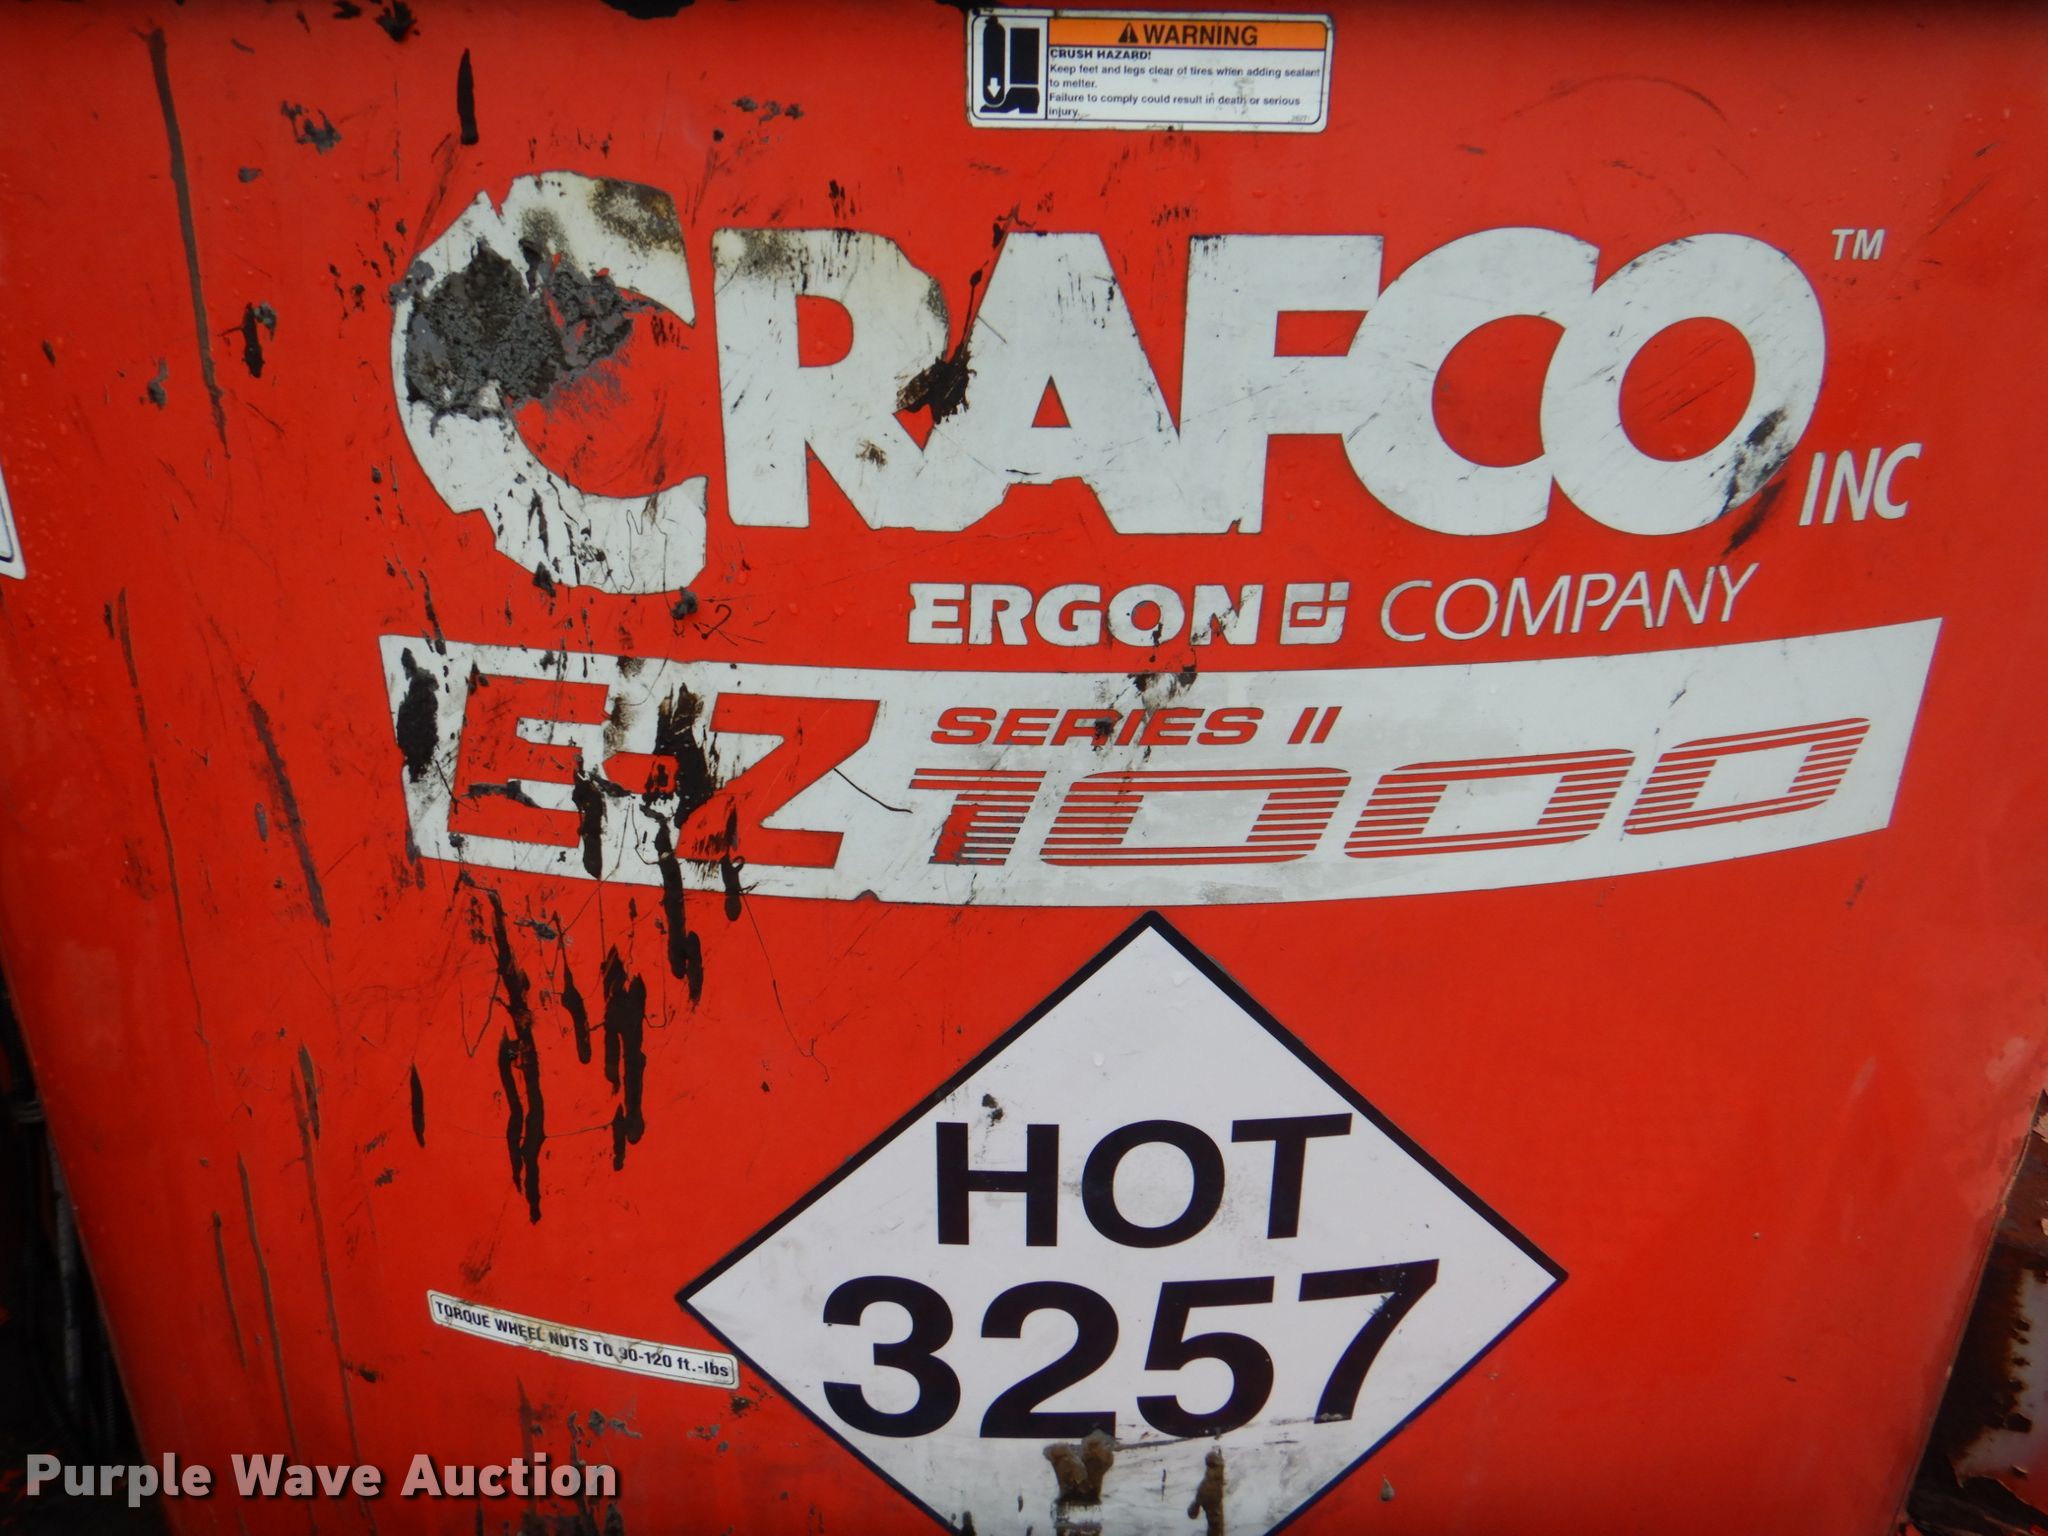 WARNING
CRUSH HAZARD!
Keep feet and legs clear of tires when adding sealant
to melter.
Failure to comply could result in death or serious
injury.
CRAFCO™
INC
ERGON COMPANY
E-Z SERIES II
1000
HOT
3257
TORQUE WHEEL NUTS TO 90-120 ft.-lbs
Purple Wave Auction